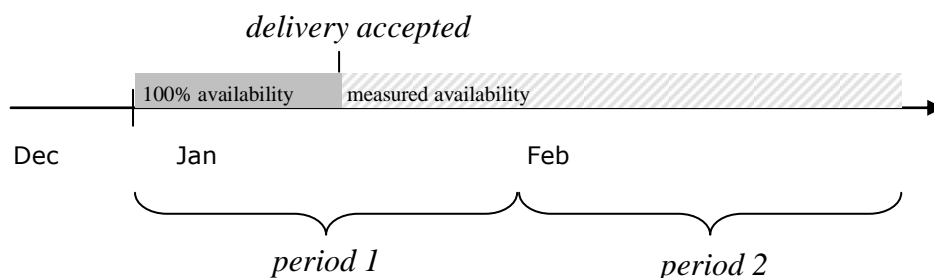 delivery accepted
100% availability measured availability
Dec Jan Feb
period 1 period 2